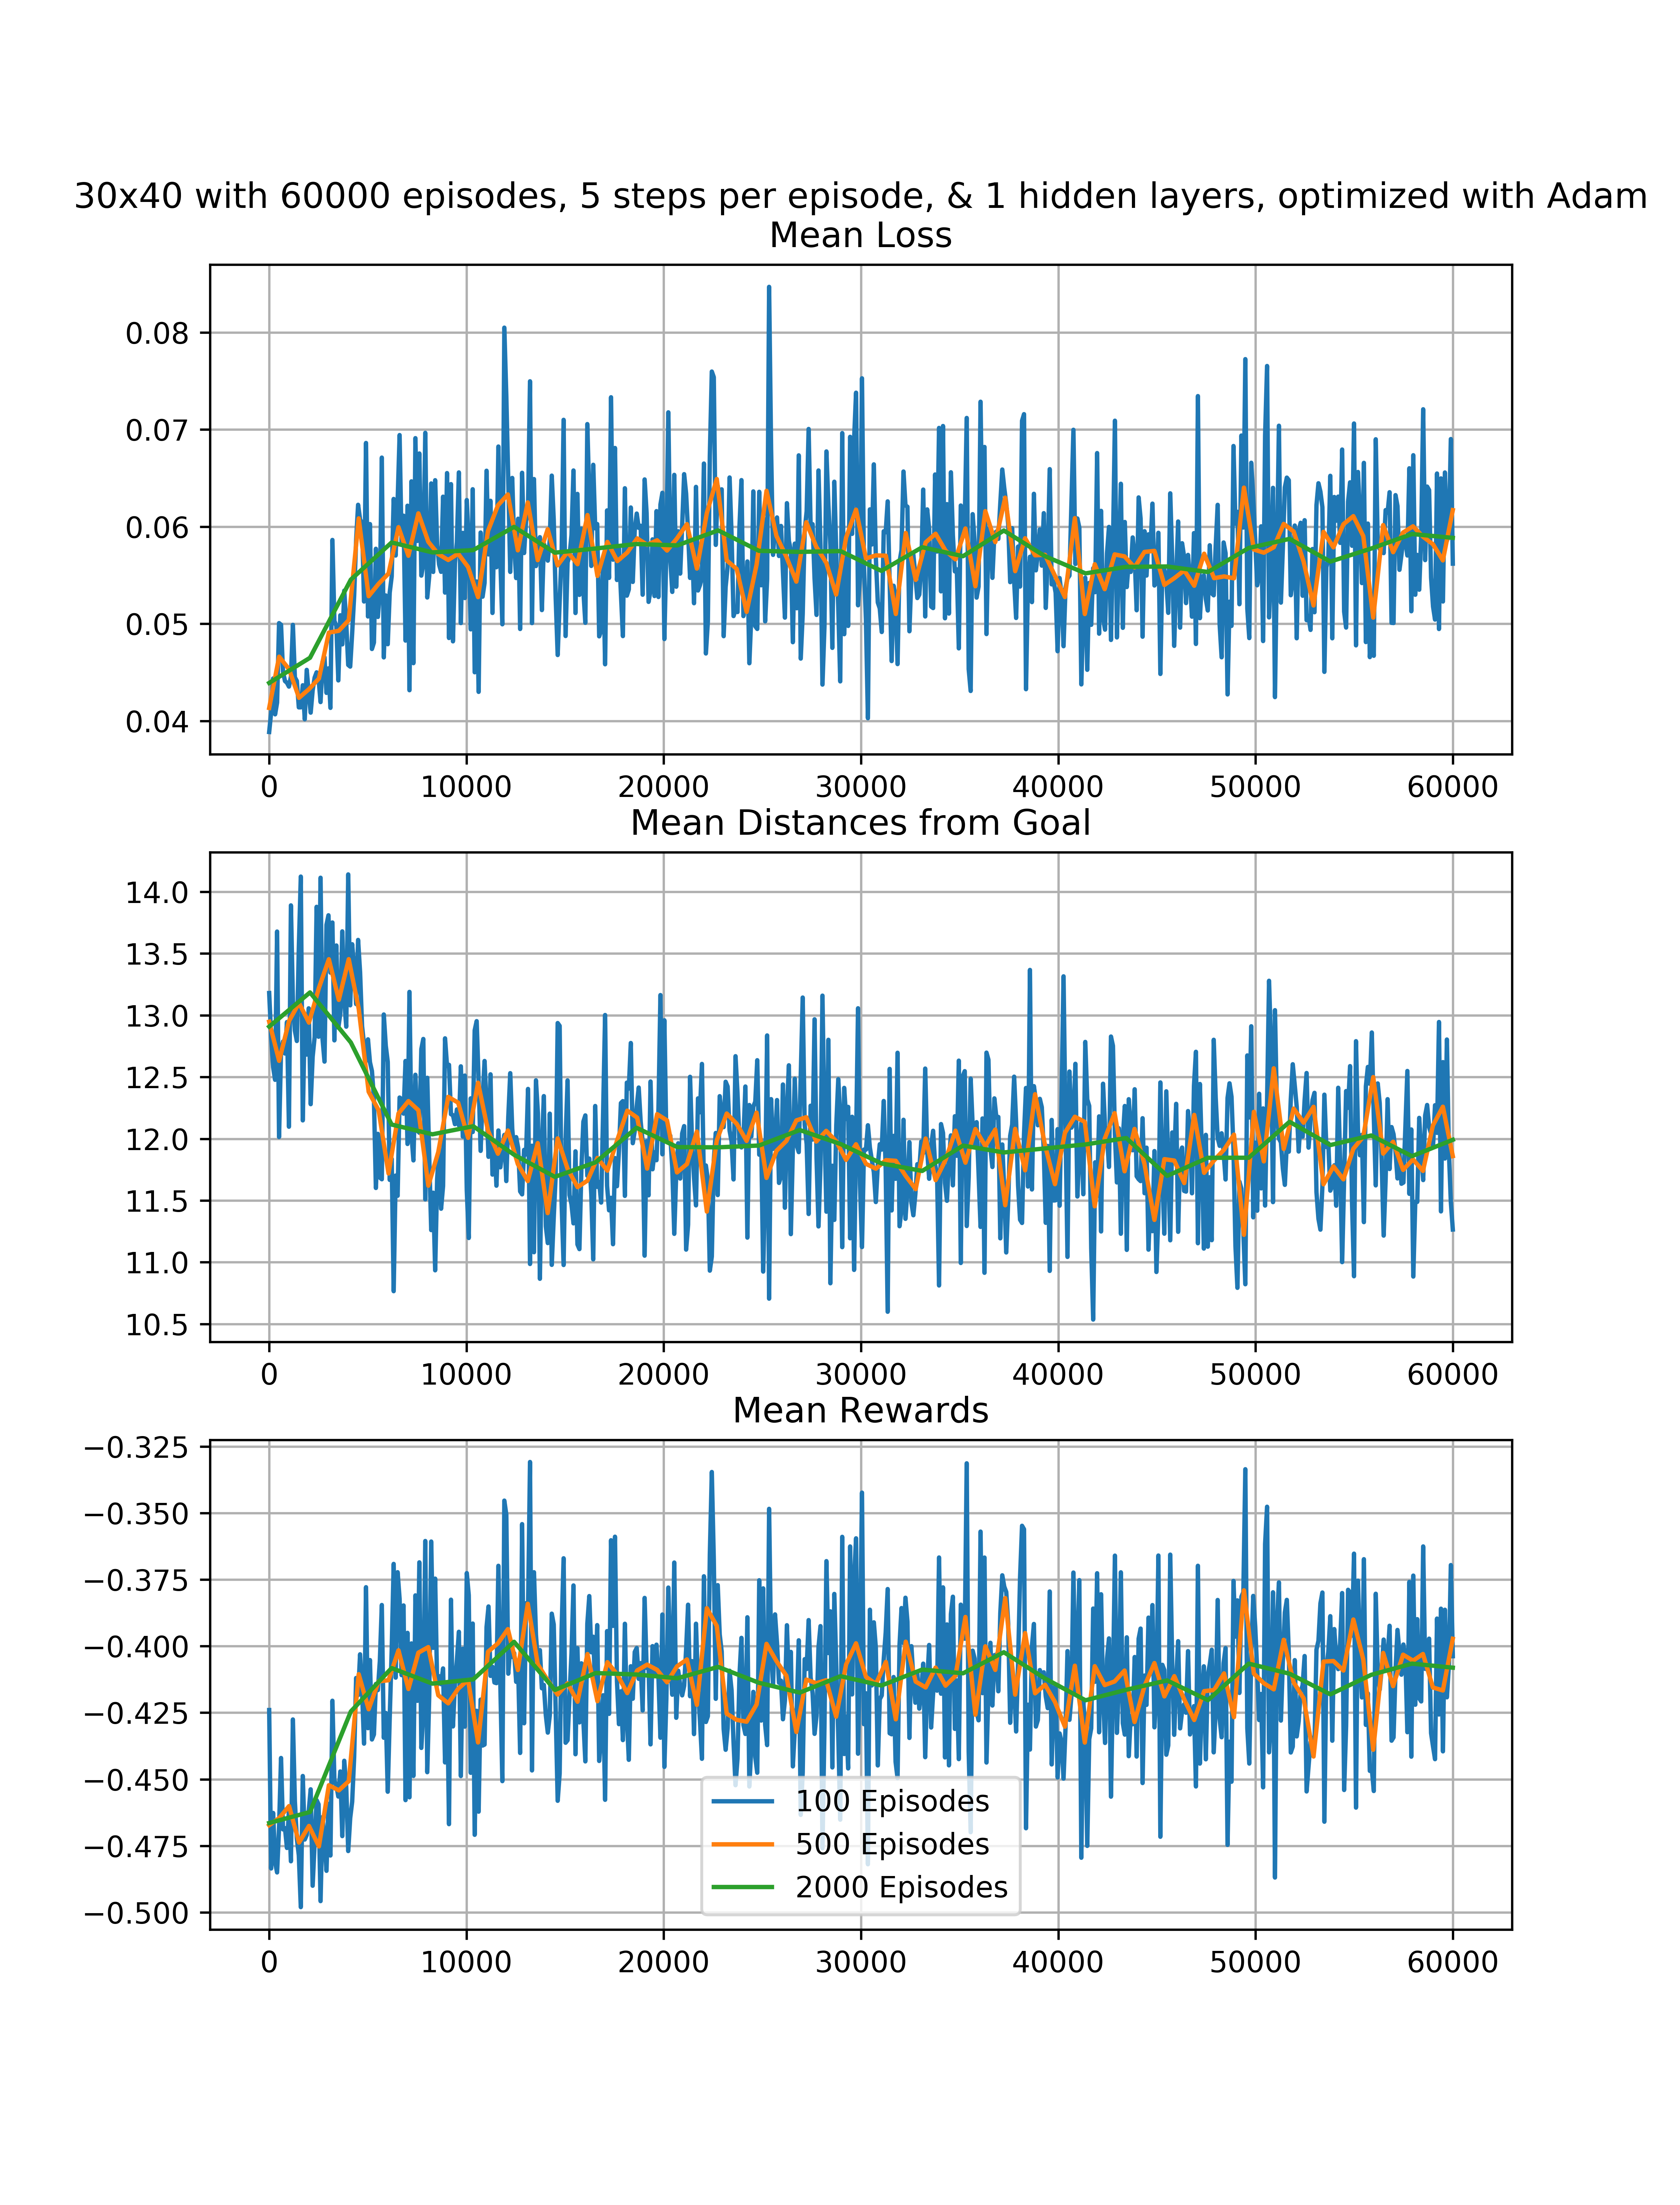 30x40 with 60000 episodes, 5 steps per episode, & 1 hidden layers, optimized with Adam
Mean Loss
0.08
0.07
0.06
0.05
0.04
0 10000 20000 30000 40000 50000 60000
Mean Distances from Goal
14.0
13.5
13.0
12.5
12.0
11.5
11.0
10.5
0 10000 20000 30000 40000 50000 60000
Mean Rewards
−0.325
−0.350
−0.375
−0.400
−0.425
−0.450
−0.475
−0.500
100 Episodes
500 Episodes
2000 Episodes
0 10000 20000 30000 40000 50000 60000